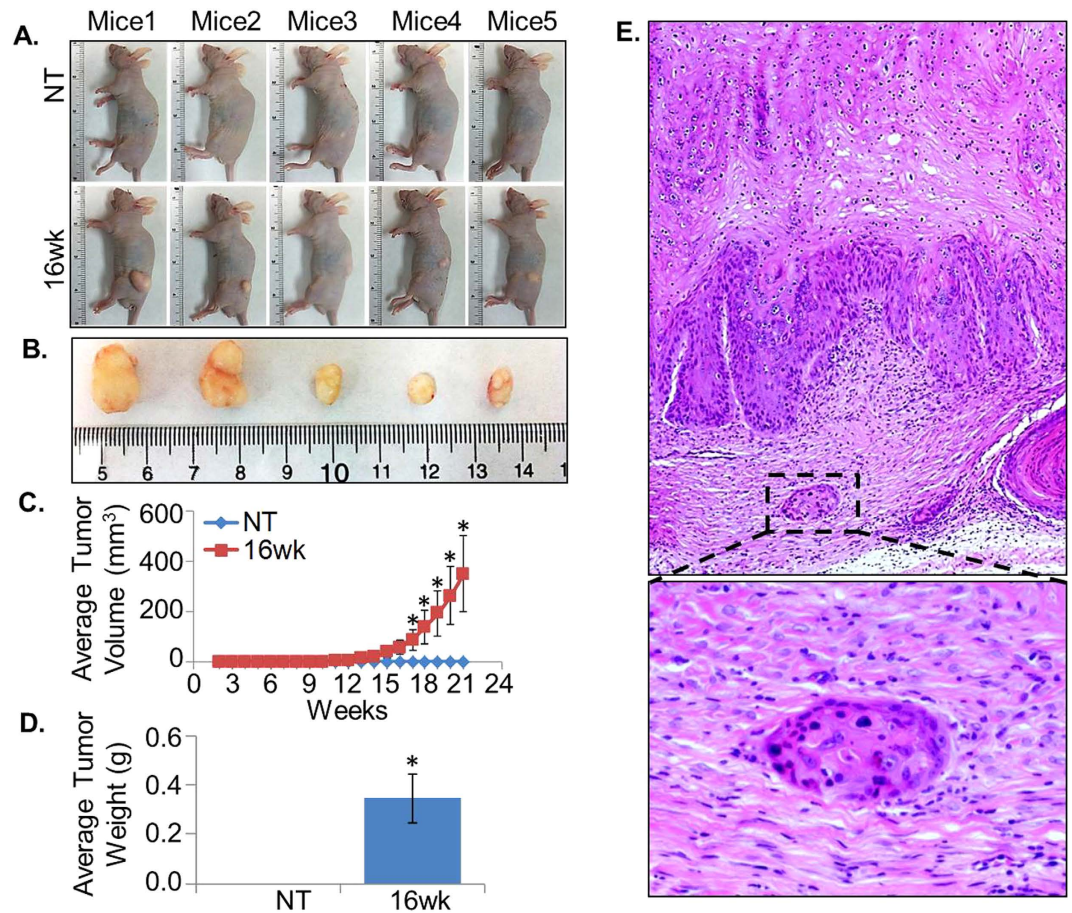 A.
Mice1 Mice2 Mice3 Mice4 Mice5
NT
16wk
B.
5 6 7 8 9 10 11 12 13 14 1
C.
Average Tumor
Volume (mm³)
600
400
200
0
NT
16wk
* * * * *
0 3 6 9 12 15 18 21 24
Weeks
D.
Average Tumor
Weight (g)
0.6
0.4
0.2
0.0
*
NT 16wk
E.